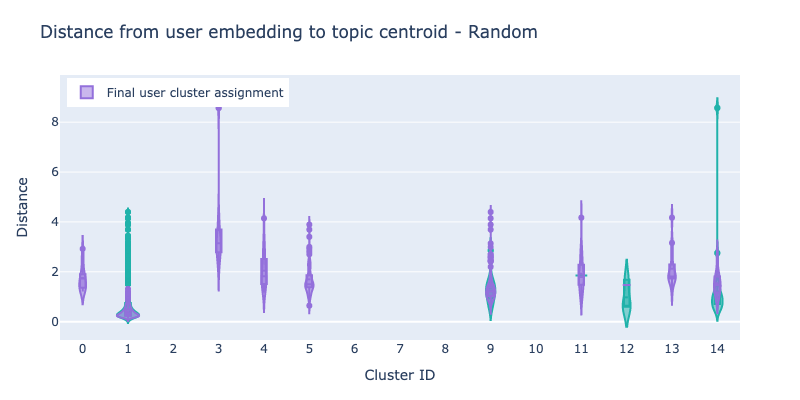 Distance from user embedding to topic centroid - Random
Final user cluster assignment
8
6
4
2
0
Distance
0 1 2 3 4 5 6 7 8 9 10 11 12 13 14
Cluster ID